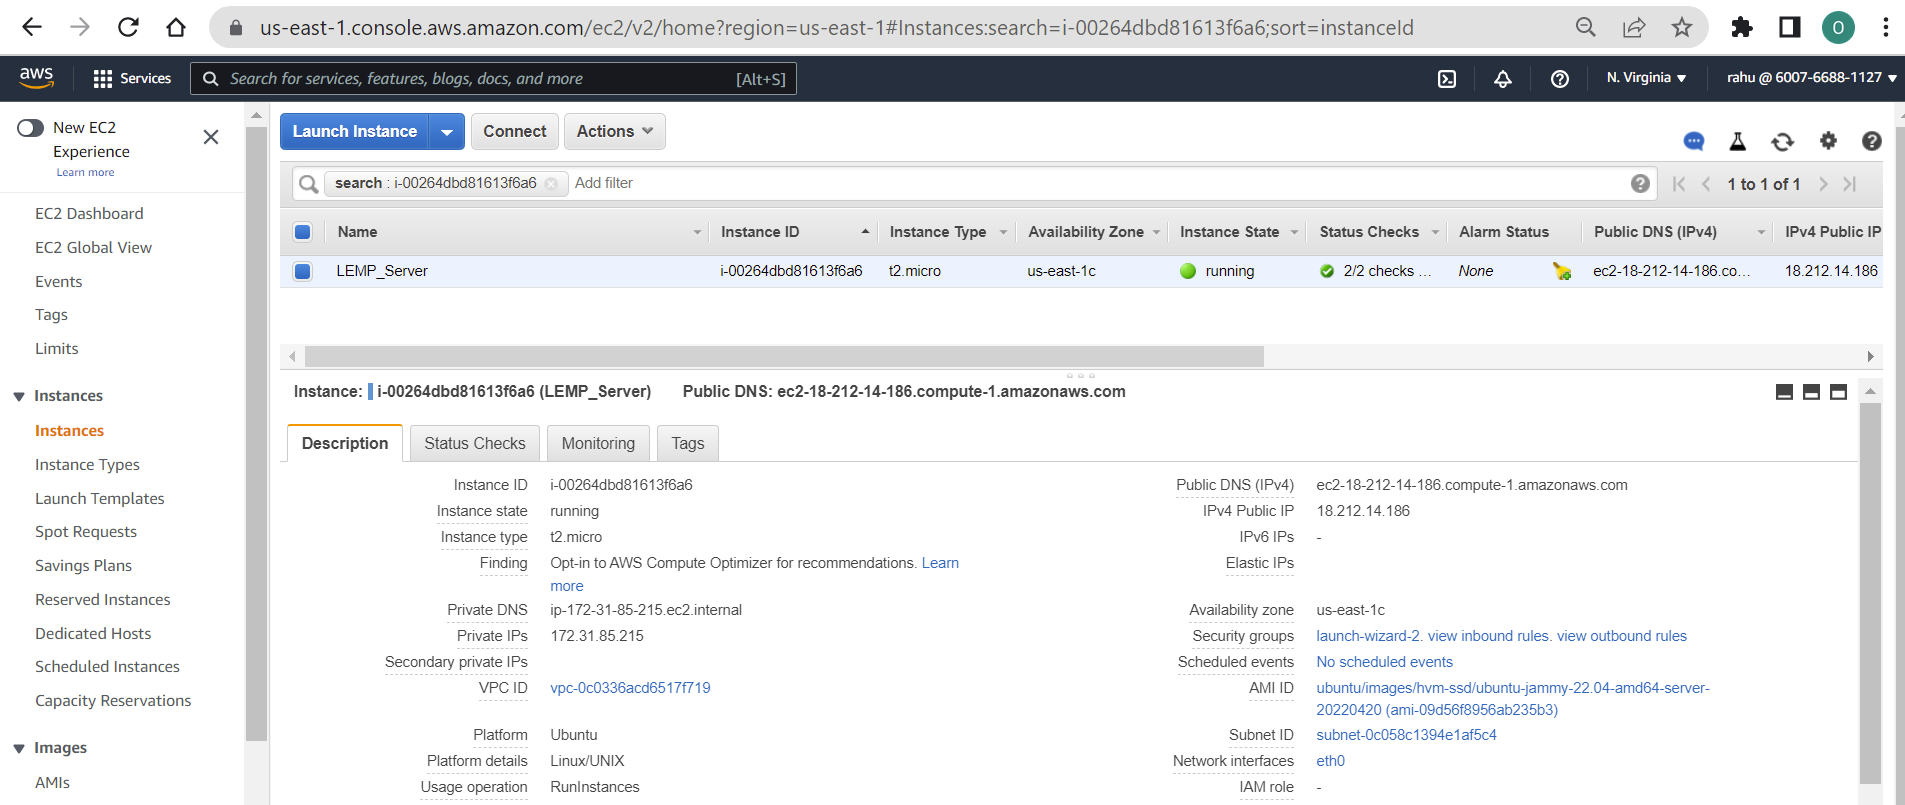 us-east-1.console.aws.amazon.com/ec2/v2/home?region=us-east-1#Instances:search=i-00264dbd81613f6a6;sort=instanceId
O
aws
Services
Search for services, features, blogs, docs, and more
[Alt+S]
N. Virginia
rahu @ 6007-6688-1127
New EC2
Experience
Learn more
EC2 Dashboard
EC2 Global View
Events
Tags
Limits
Instances
Instances
Instance Types
Launch Templates
Spot Requests
Savings Plans
Reserved Instances
Dedicated Hosts
Scheduled Instances
Capacity Reservations
Images
AMIs
Launch Instance
Connect
Actions
search : i-00264dbd81613f6a6
Add filter
1 to 1 of 1
Name Instance ID Instance Type Availability Zone Instance State Status Checks Alarm Status Public DNS (IPv4) IPv4 Public IP
LEMP_Server i-00264dbd81613f6a6 t2.micro us-east-1c running 2/2 checks ... None ec2-18-212-14-186.co... 18.212.14.186
Instance: i-00264dbd81613f6a6 (LEMP_Server) Public DNS: ec2-18-212-14-186.compute-1.amazonaws.com
Description Status Checks Monitoring Tags
Instance ID i-00264dbd81613f6a6
Instance state running
Instance type t2.micro
Finding Opt-in to AWS Compute Optimizer for recommendations. Learn
more
Private DNS ip-172-31-85-215.ec2.internal
Private IPs 172.31.85.215
Secondary private IPs
VPC ID vpc-0c0336acd6517f719
Platform Ubuntu
Platform details Linux/UNIX
Usage operation RunInstances
Public DNS (IPv4) ec2-18-212-14-186.compute-1.amazonaws.com
IPv4 Public IP 18.212.14.186
IPv6 IPs -
Elastic IPs
Availability zone us-east-1c
Security groups launch-wizard-2. view inbound rules. view outbound rules
Scheduled events No scheduled events
AMI ID ubuntu/images/hvm-ssd/ubuntu-jammy-22.04-amd64-server-
20220420 (ami-09d56f8956ab235b3)
Subnet ID subnet-0c058c1394e1af5c4
Network interfaces eth0
IAM role -